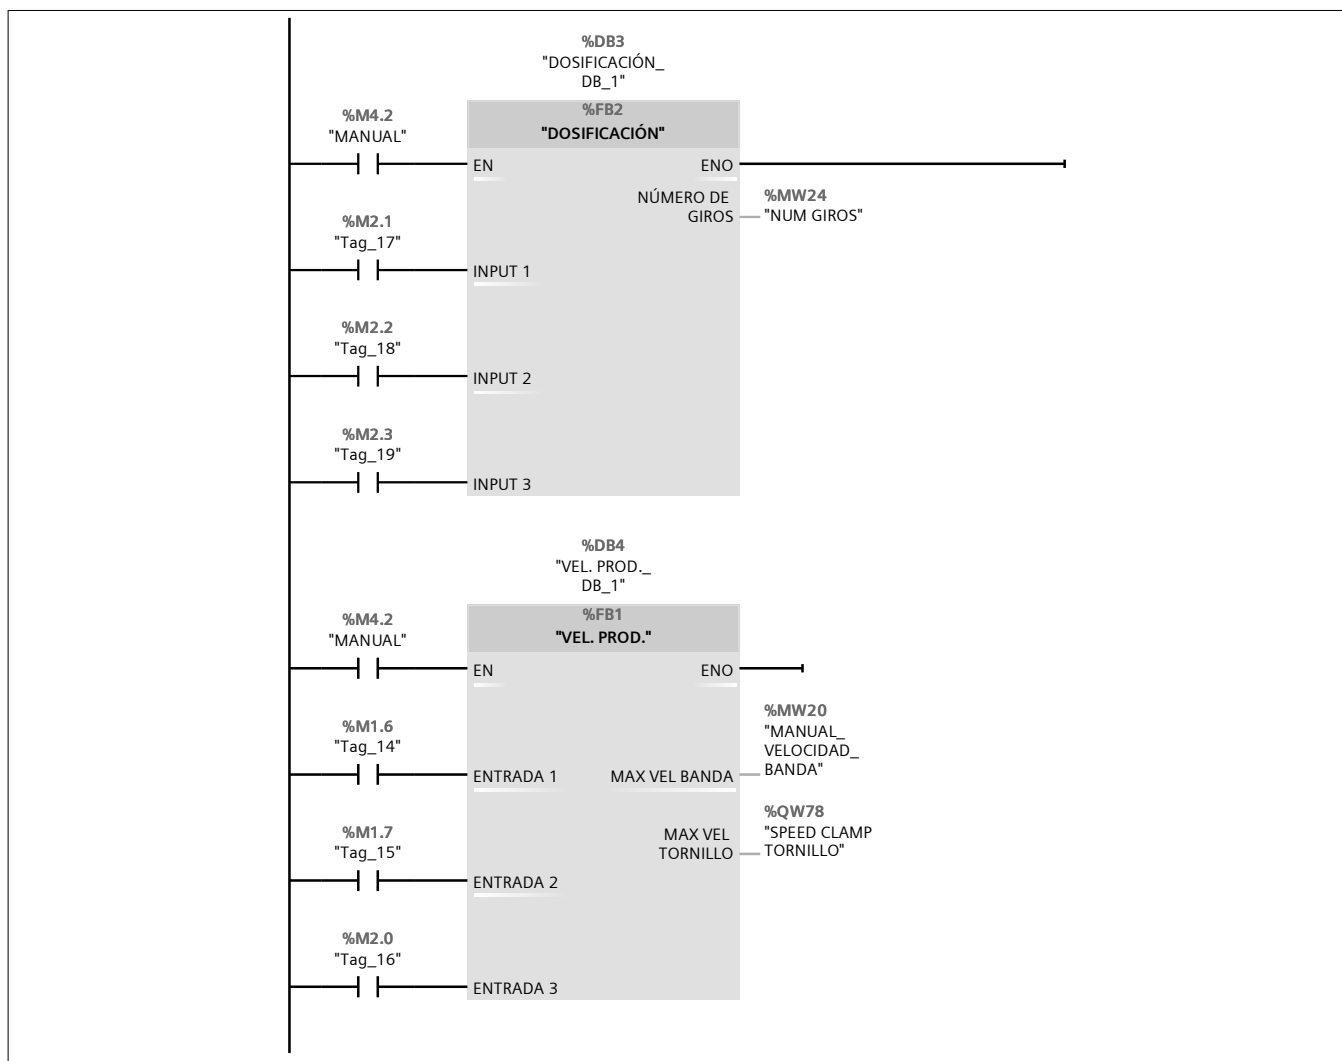 %DB3
"DOSIFICACIÓN_
DB_1"
%FB2
"DOSIFICACIÓN"
%M4.2
"MANUAL"
EN
ENO
NÚMERO DE
GIROS
%MW24
"NUM GIROS"
%M2.1
"Tag_17"
INPUT 1
%M2.2
"Tag_18"
INPUT 2
%M2.3
"Tag_19"
INPUT 3
%DB4
"VEL. PROD._
DB_1"
%FB1
"VEL. PROD."
%M4.2
"MANUAL"
EN
ENO
%M1.6
"Tag_14"
ENTRADA 1
MAX VEL BANDA
%MW20
"MANUAL_
VELOCIDAD_
BANDA"
MAX VEL
TORNILLO
%QW78
"SPEED CLAMP
TORNILLO"
%M1.7
"Tag_15"
ENTRADA 2
%M2.0
"Tag_16"
ENTRADA 3